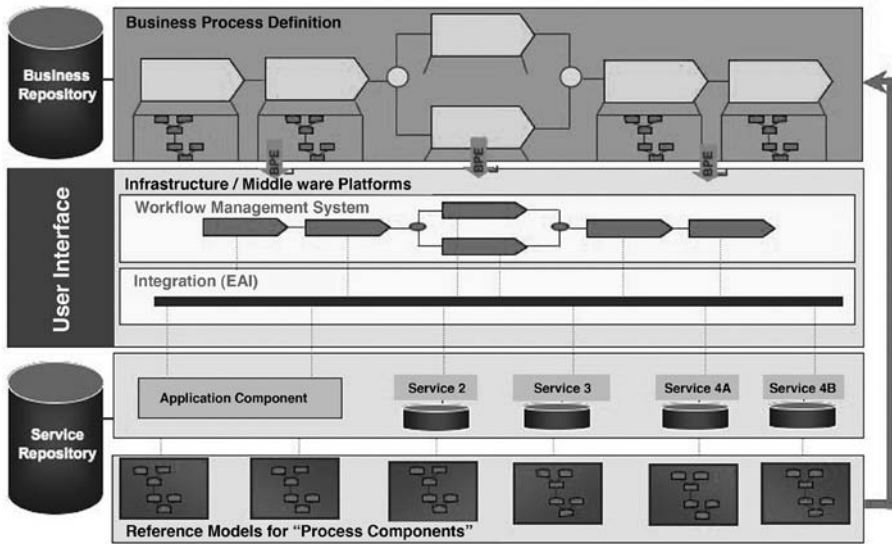 Business Process Definition
Business
Repository
BPE
BPE
BPE
User Interface
Infrastructure / Middle ware Platforms
Workflow Management System
Integration (EAI)
Application Component
Service 2
Service 3
Service 4A
Service 4B
Service
Repository
Reference Models for “Process Components”